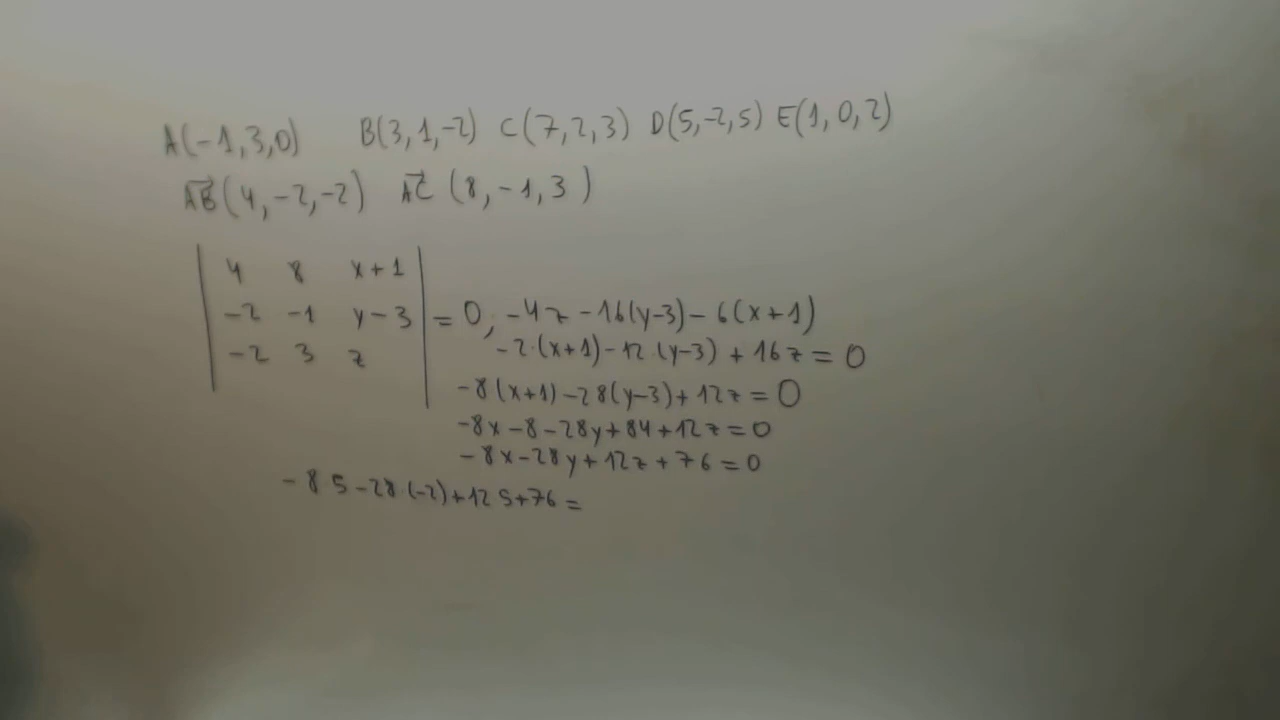 A(-1,3,0) B(3,1,-2) C(7,2,3) D(5,-2,5) E(1,0,2)
A⃗B⃗(4,-2,-2) A⃗C⃗(8,-1,3)
| 4 8 x+1 |
| -2 -1 y-3 | = 0, -4z -16(y-3) - 6(x+1)
| -2 3 z | -2·(x+1) -12·(y-3) + 16z = 0
-8(x+1) -28(y-3) + 12z = 0
-8x -8 -28y + 84 + 12z = 0
-8x -28y + 12z + 76 = 0
-8 5 -28·(-2) + 12 5 + 76 =